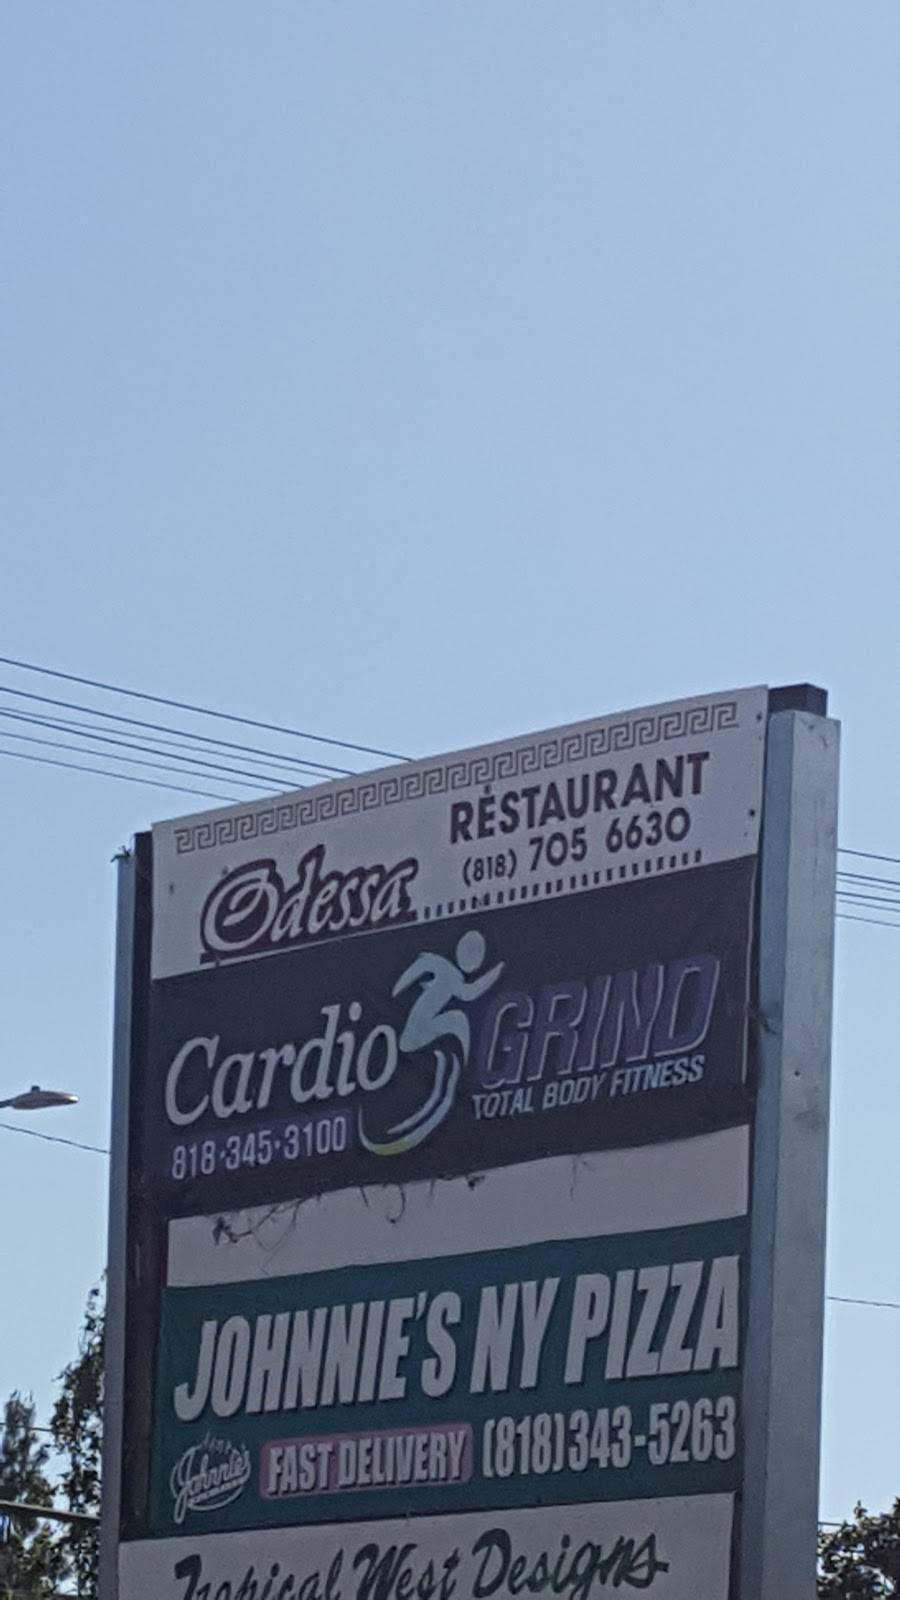 Odessa
RESTAURANT
(818) 705 6630
Cardio GRIND
TOTAL BODY FITNESS
818·345·3100
JOHNNIE'S NY PIZZA
Johnnie's FAST DELIVERY (818)343-5263
Tropical West Designs